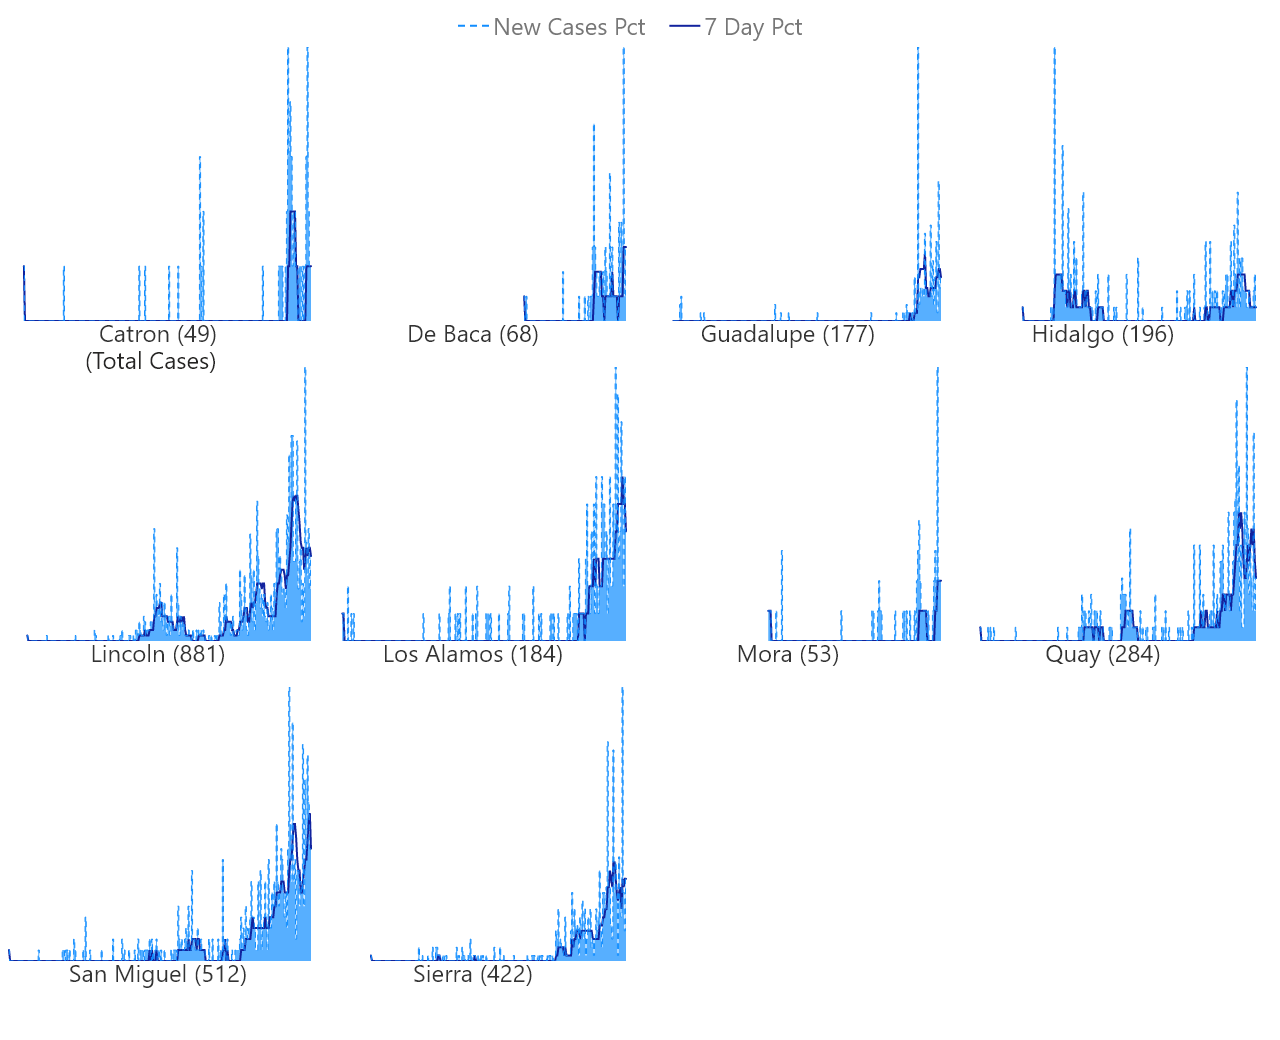 New Cases Pct 7 Day Pct
Catron (49)
(Total Cases)
De Baca (68)
Guadalupe (177)
Hidalgo (196)
Lincoln (881)
Los Alamos (184)
Mora (53)
Quay (284)
San Miguel (512)
Sierra (422)